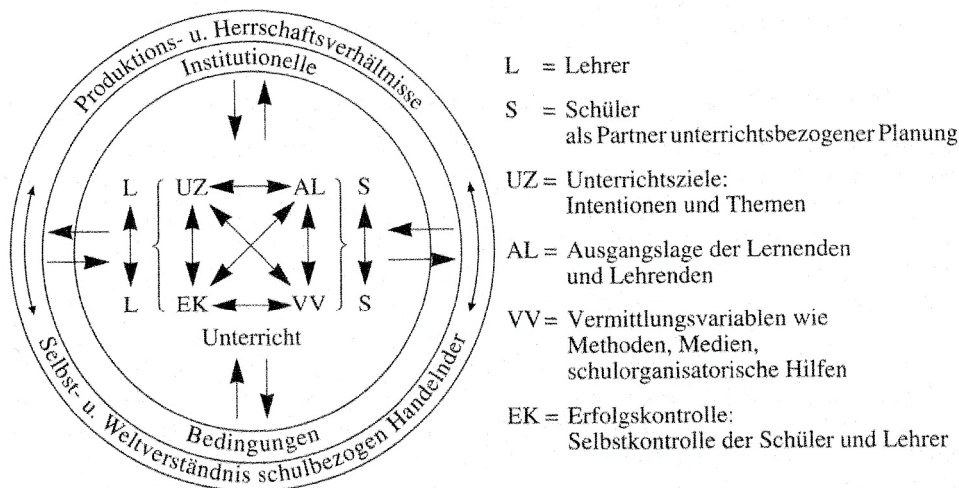 Produktions- u. Herrschaftsverhältnisse
Institutionelle
L UZ AL S
L EK VV S
Unterricht
Bedingungen
Selbst- u. Weltverständnis schulbezogen Handelnder
L = Lehrer
S = Schüler
als Partner unterrichtsbezogener Planung
UZ = Unterrichtsziele:
Intentionen und Themen
AL = Ausgangslage der Lernenden
und Lehrenden
VV = Vermittlungsvariablen wie
Methoden, Medien,
schulorganisatorische Hilfen
EK = Erfolgskontrolle:
Selbstkontrolle der Schüler und Lehrer